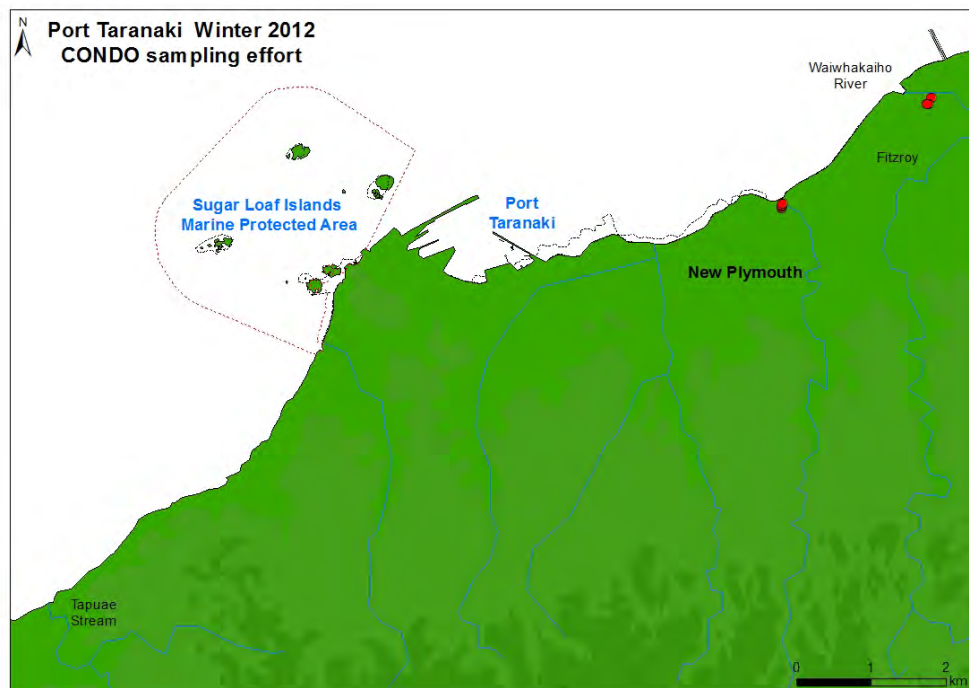 N
Port Taranaki Winter 2012
CONDO sampling effort
Waiwhakaiho
River
Fitzroy
Sugar Loaf Islands
Marine Protected Area
Port
Taranaki
New Plymouth
Tapuae
Stream
0 1 2
km